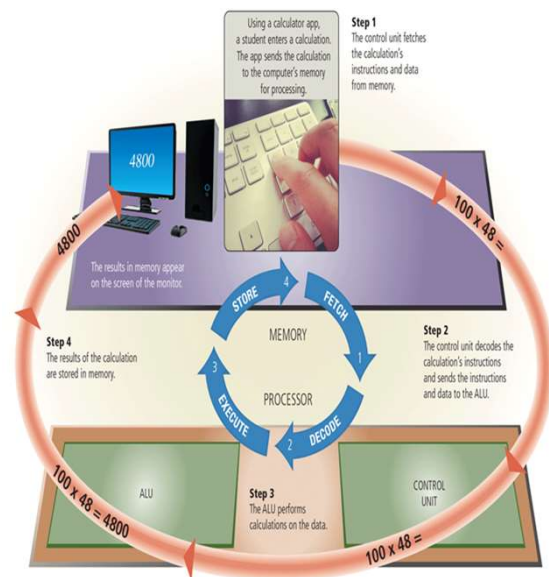 Using a calculator app,
a student enters a calculation.
The app sends the calculation
to the computer's memory
for processing.
Step 1
The control unit fetches
the calculation's
instructions and data
from memory.
4800
100 x 48 =
4800
The results in memory appear
on the screen of the monitor.
STORE
4
FETCH
1
MEMORY
Step 2
The control unit decodes the
calculation's instructions
and sends the instructions
and data to the ALU.
Step 4
The results of the calculation
are stored in memory.
3
EXECUTE
PROCESSOR
2
DECODE
ALU
Step 3
The ALU performs
calculations on the data.
CONTROL
UNIT
100 x 48 = 4800
100 x 48 =